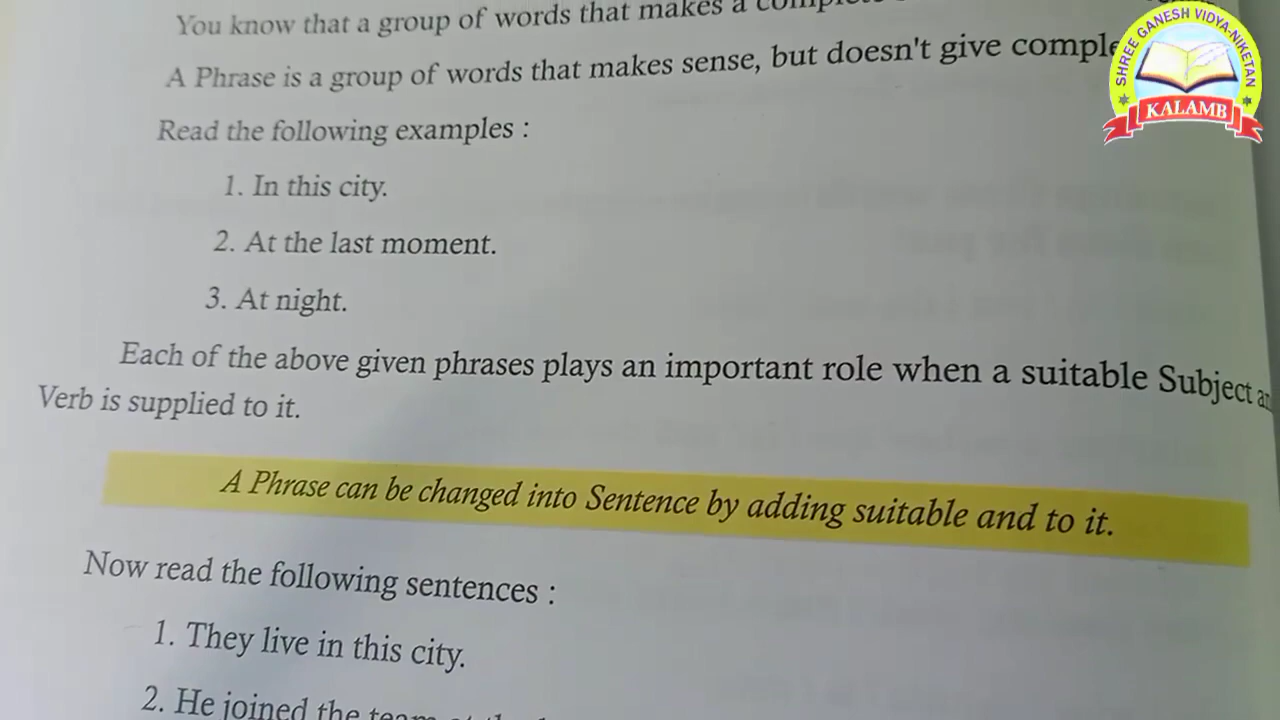 You know that a group of words that makes a
A Phrase is a group of words that makes sense, but doesn't give comple
SHREE GANESH VIDYA-NIKETAN
KALAMB
Read the following examples :
1. In this city.
2. At the last moment.
3. At night.
Each of the above given phrases plays an important role when a suitable Subject
Verb is supplied to it.
A Phrase can be changed into Sentence by adding suitable and to it.
Now read the following sentences :
1. They live in this city.
2. He joined the team at the